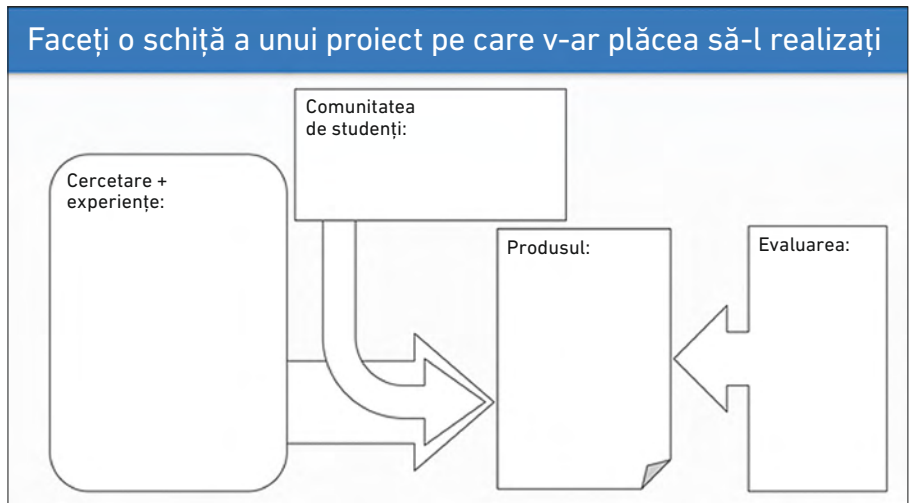 Faceți o schiță a unui proiect pe care v-ar plăcea să-l realizați
Comunitatea
de studenți:
Cercetare +
experiențe:
Produsul:
Evaluarea: